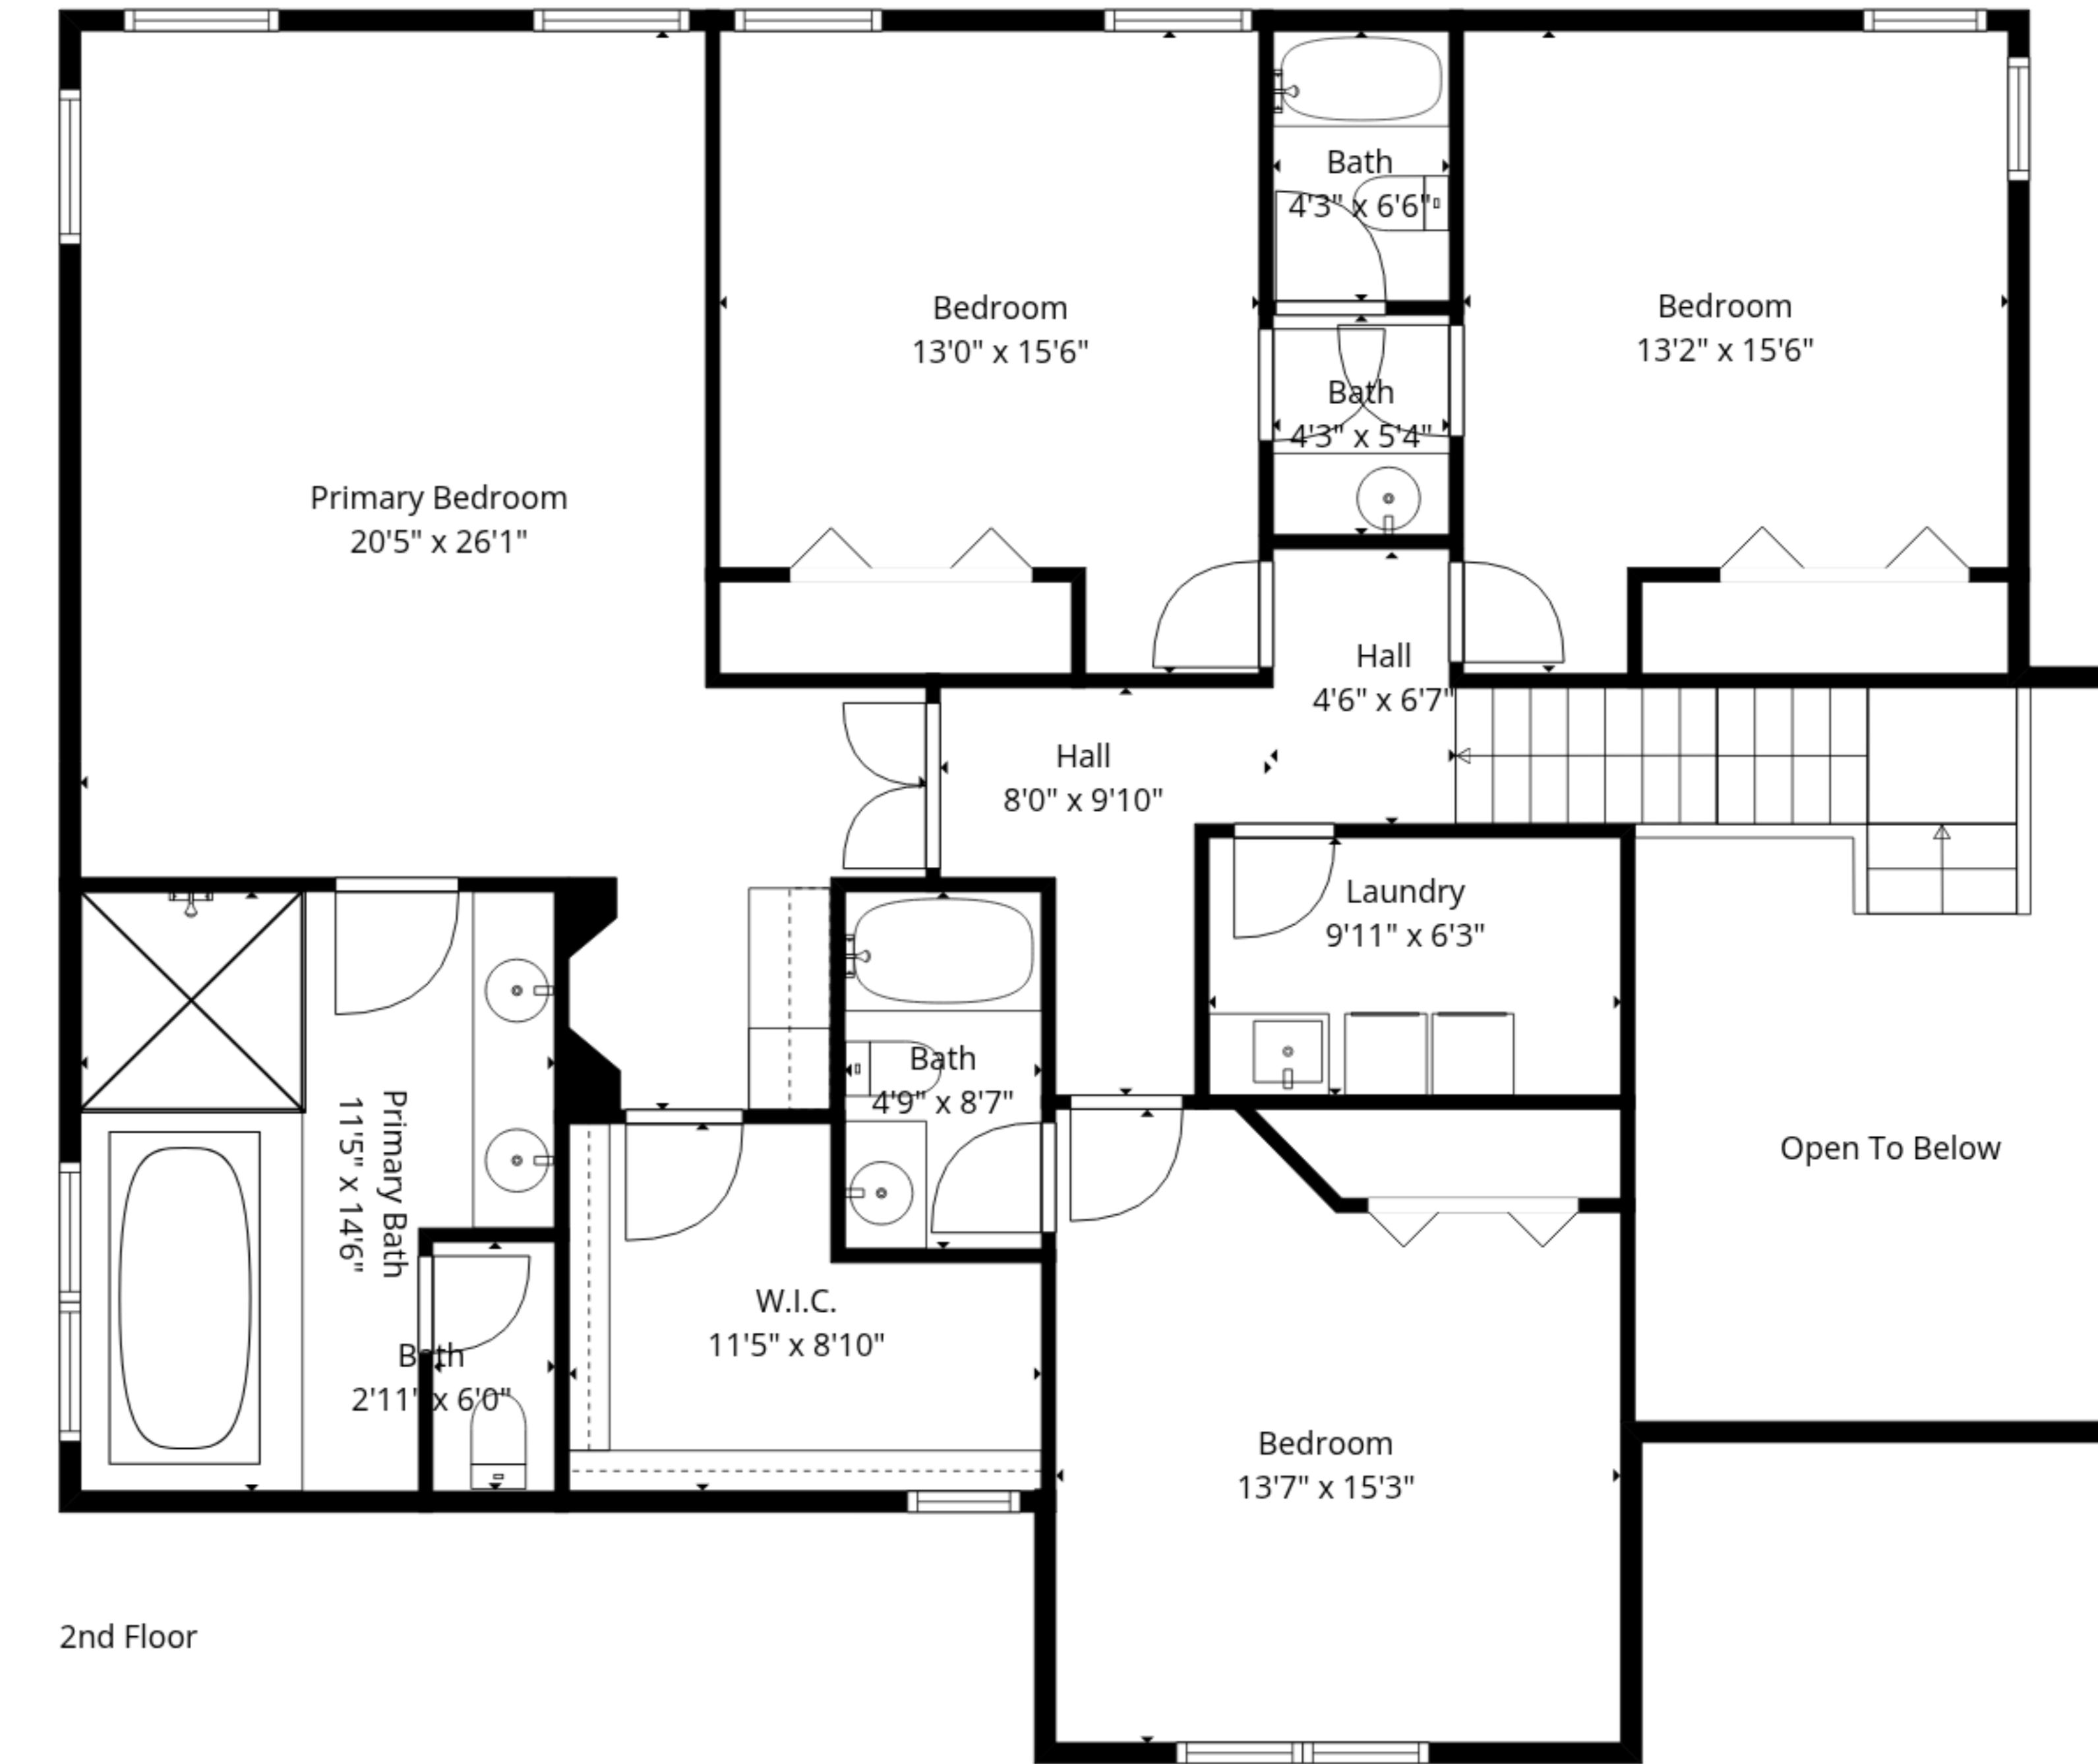 Bath
4'3" x 6'6"
Bedroom
13'0" x 15'6"
Bedroom
13'2" x 15'6"
Bath
4'3" x 5'4"
Primary Bedroom
20'5" x 26'1"
Hall
4'6" x 6'7"
Hall
8'0" x 9'10"
Laundry
9'11" x 6'3"
Bath
4'9" x 8'7"
Primary Bath
11'5" x 14'6"
Open To Below
W.I.C.
11'5" x 8'10"
Bath
2'11" x 6'0"
Bedroom
13'7" x 15'3"
2nd Floor